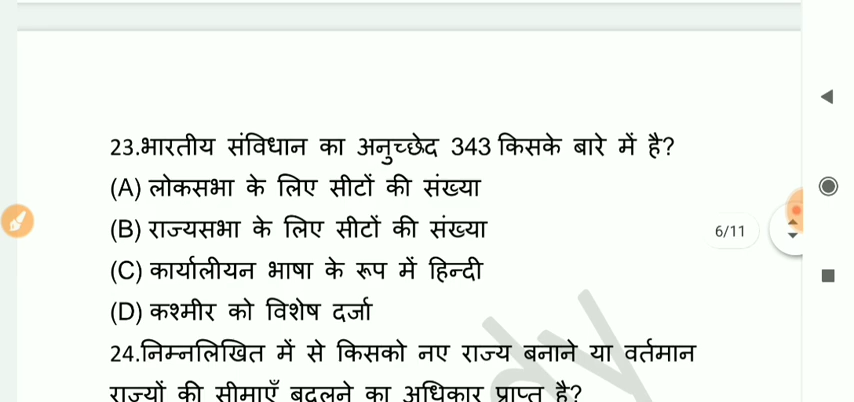 23.भारतीय संविधान का अनुच्छेद 343 किसके बारे में है?
(A) लोकसभा के लिए सीटों की संख्या
(B) राज्यसभा के लिए सीटों की संख्या
6/11
(C) कार्यालीयन भाषा के रूप में हिन्दी
(D) कश्मीर को विशेष दर्जा
24.निम्नलिखित में से किसको नए राज्य बनाने या वर्तमान
राज्यों की सीमाएँ बदलने का अधिकार प्राप्त है?
dy